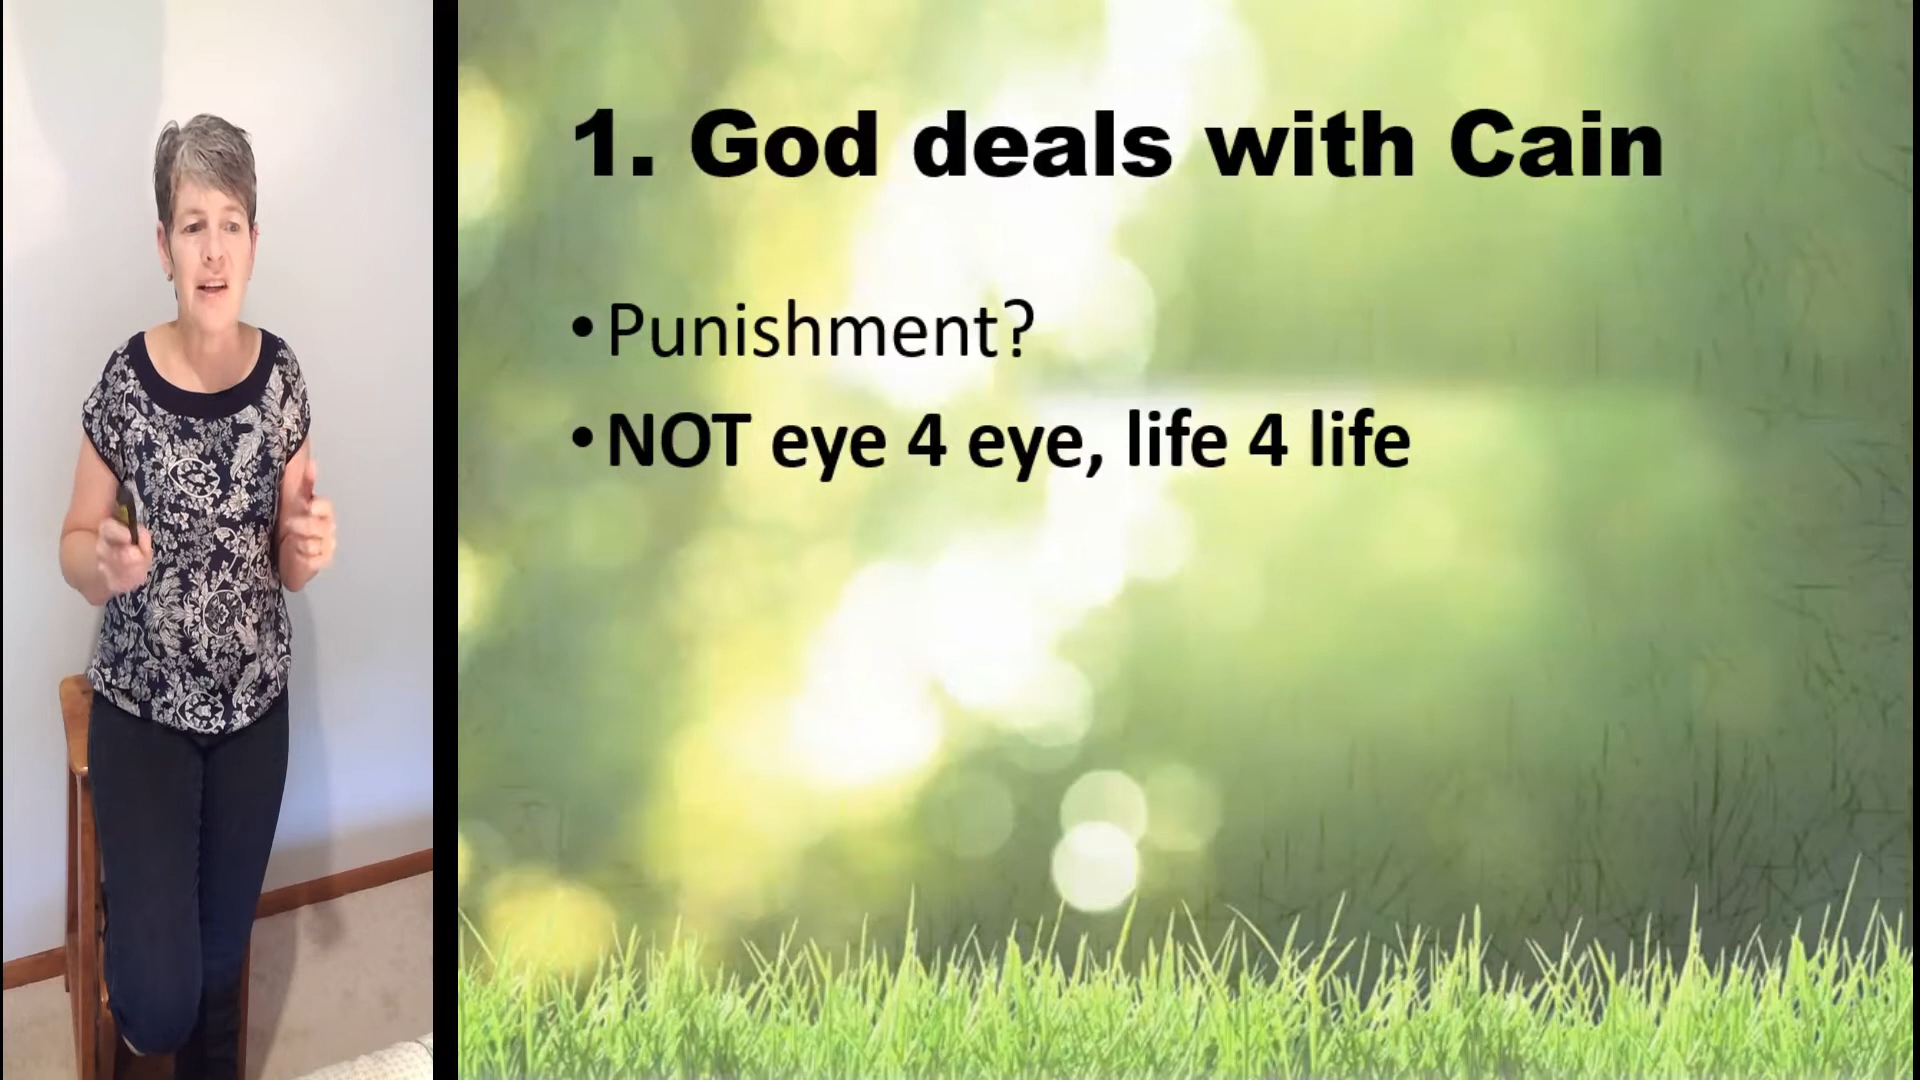 1. God deals with Cain
•Punishment?
•NOT eye 4 eye, life 4 life